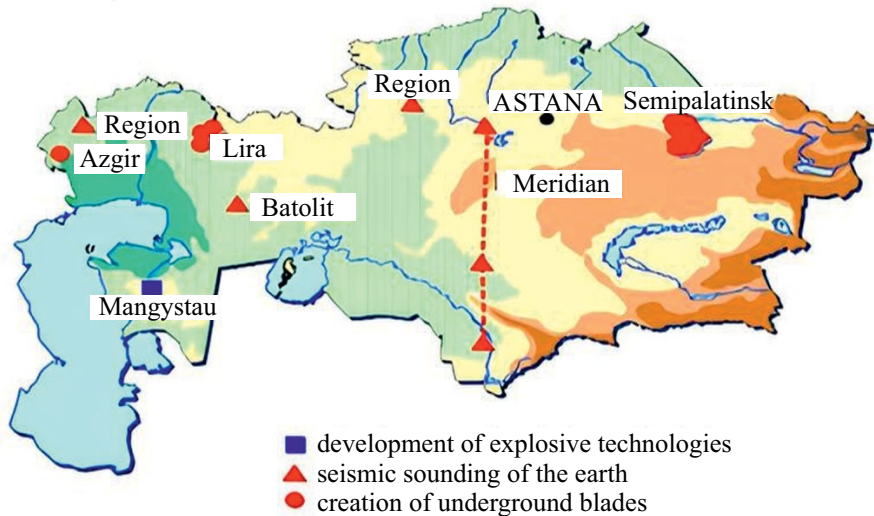 Region
ASTANA
Semipalatinsk
Region
Lira
Azgir
Meridian
Batolit
Mangystau
development of explosive technologies
seismic sounding of the earth
creation of underground blades